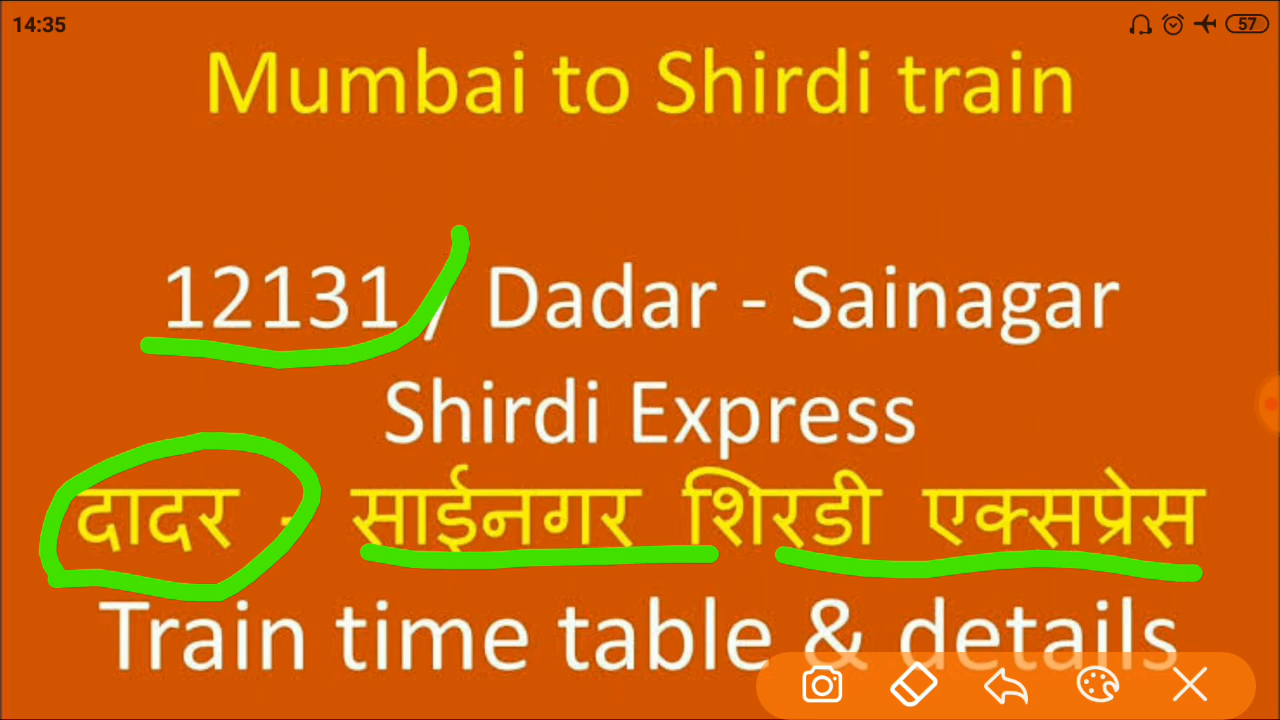 14:35
57
Mumbai to Shirdi train
12131 / Dadar - Sainagar
Shirdi Express
दादर - साईनगर शिरडी एक्सप्रेस
Train time table & details